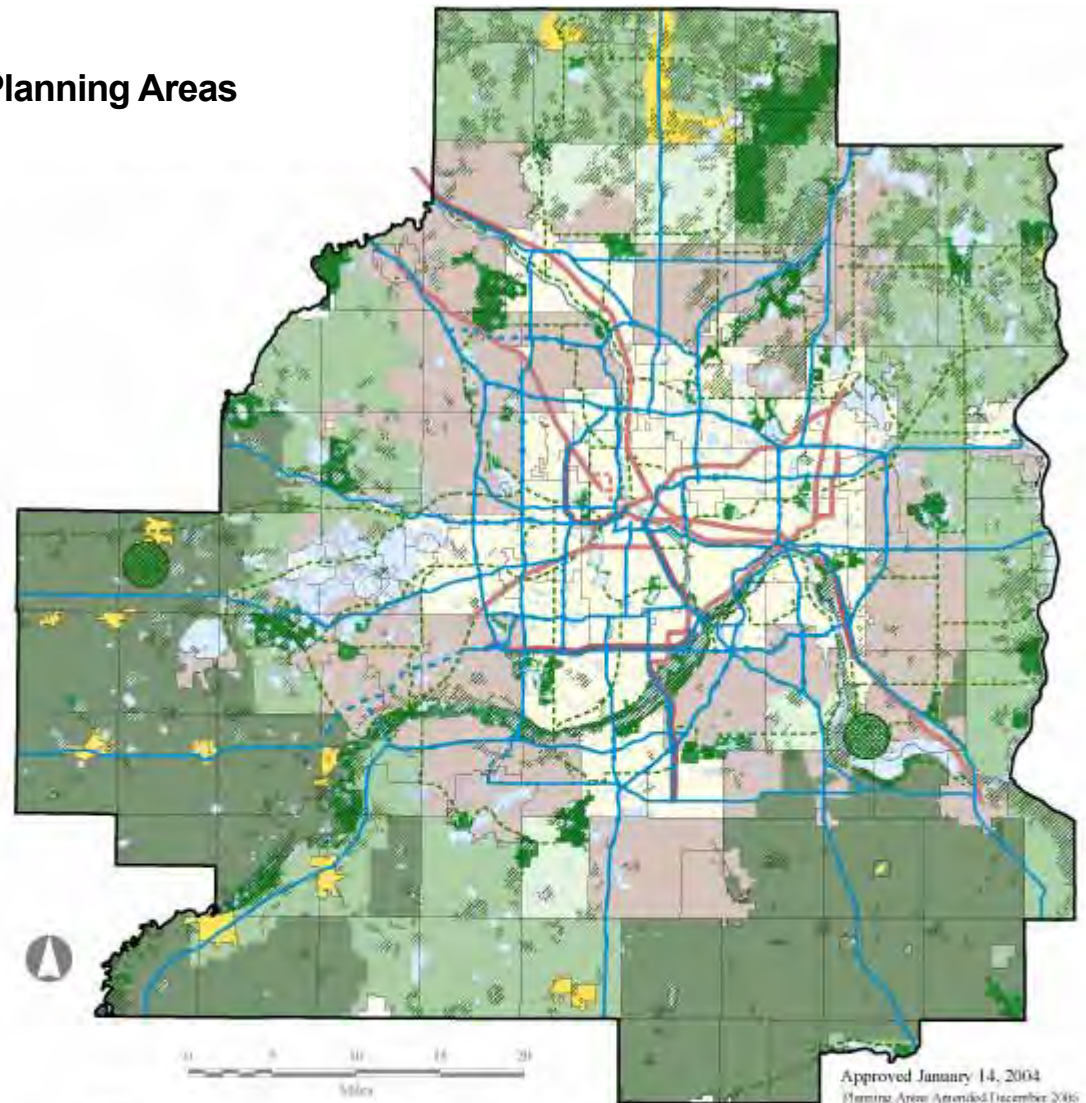 Planning Areas
0 5 10 15 20
Miles
Approved January 14, 2004
Planning Areas Amended December 2006